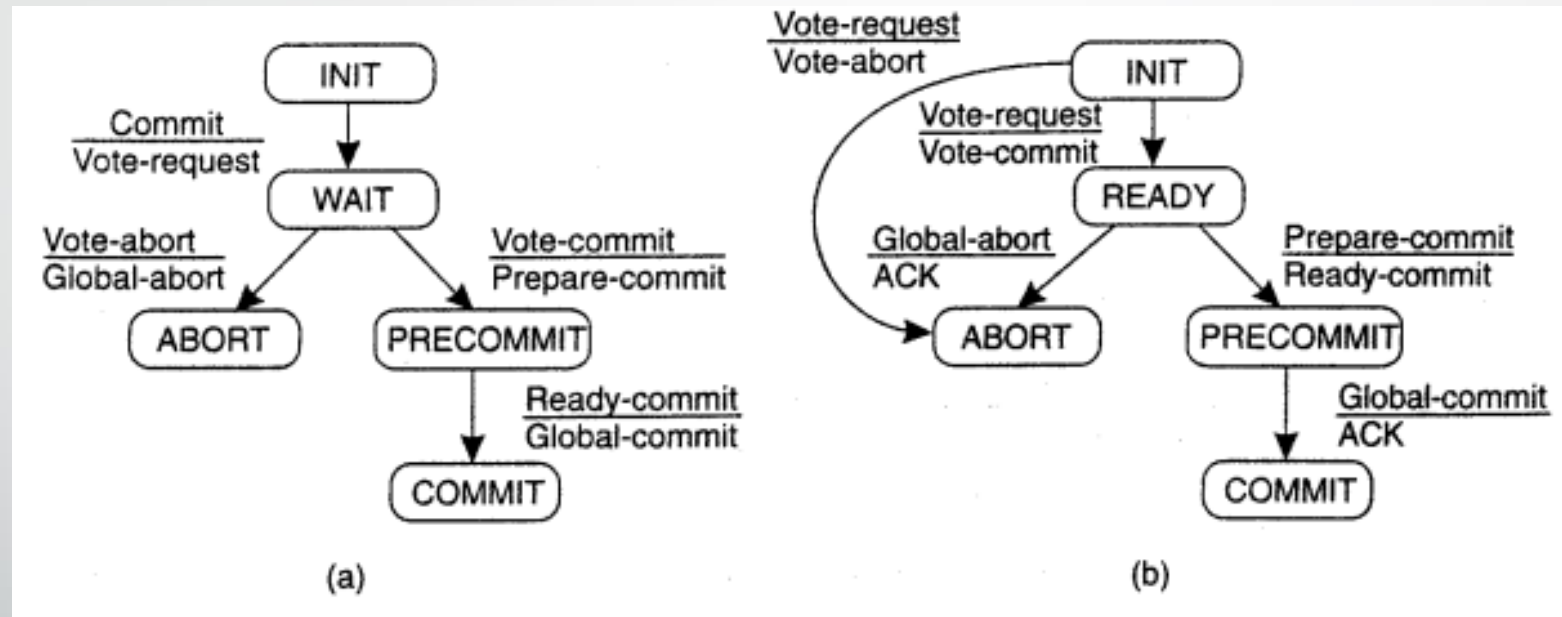 INIT
Commit
Vote-request
WAIT
Vote-abort
Global-abort
Vote-commit
Prepare-commit
ABORT
PRECOMMIT
Ready-commit
Global-commit
COMMIT
(a)
Vote-request
Vote-abort
INIT
Vote-request
Vote-commit
READY
Global-abort
ACK
Prepare-commit
Ready-commit
ABORT
PRECOMMIT
Global-commit
ACK
COMMIT
(b)